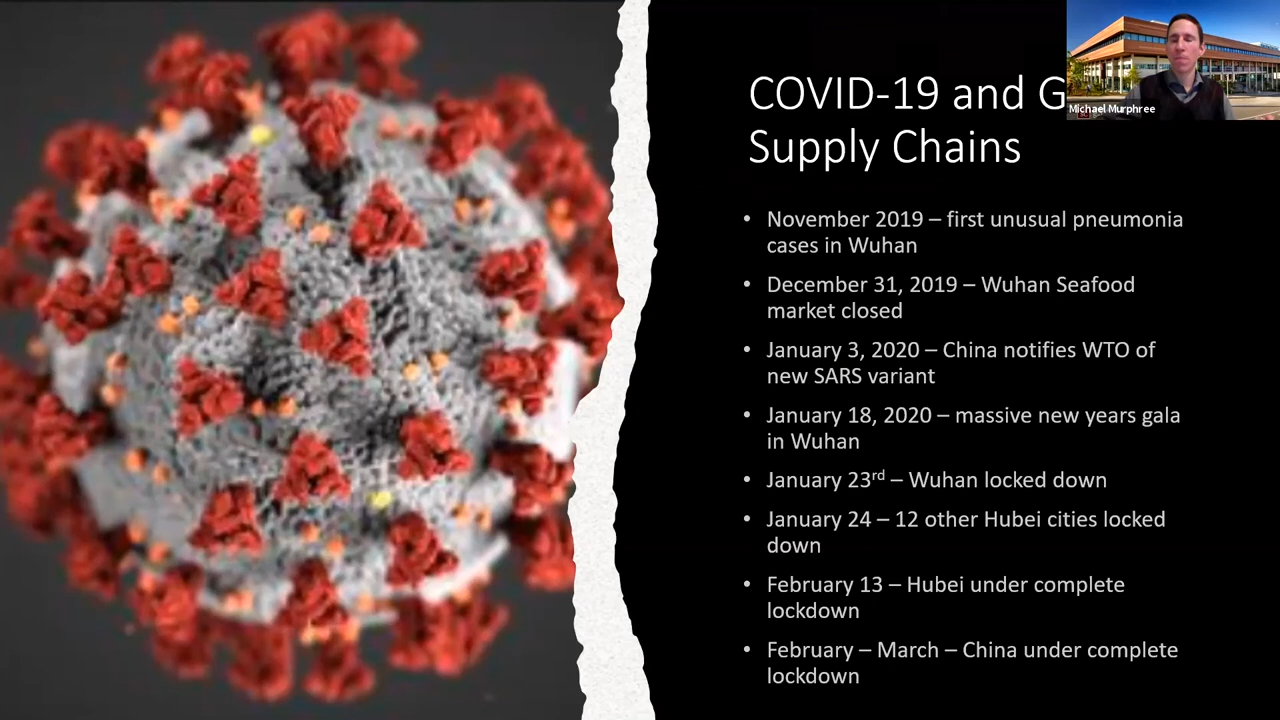 COVID-19 and G
Supply Chains
Michael Murphree
• November 2019 – first unusual pneumonia
cases in Wuhan
• December 31, 2019 – Wuhan Seafood
market closed
• January 3, 2020 – China notifies WTO of
new SARS variant
• January 18, 2020 – massive new years gala
in Wuhan
• January 23rd – Wuhan locked down
• January 24 – 12 other Hubei cities locked
down
• February 13 – Hubei under complete
lockdown
• February – March – China under complete
lockdown